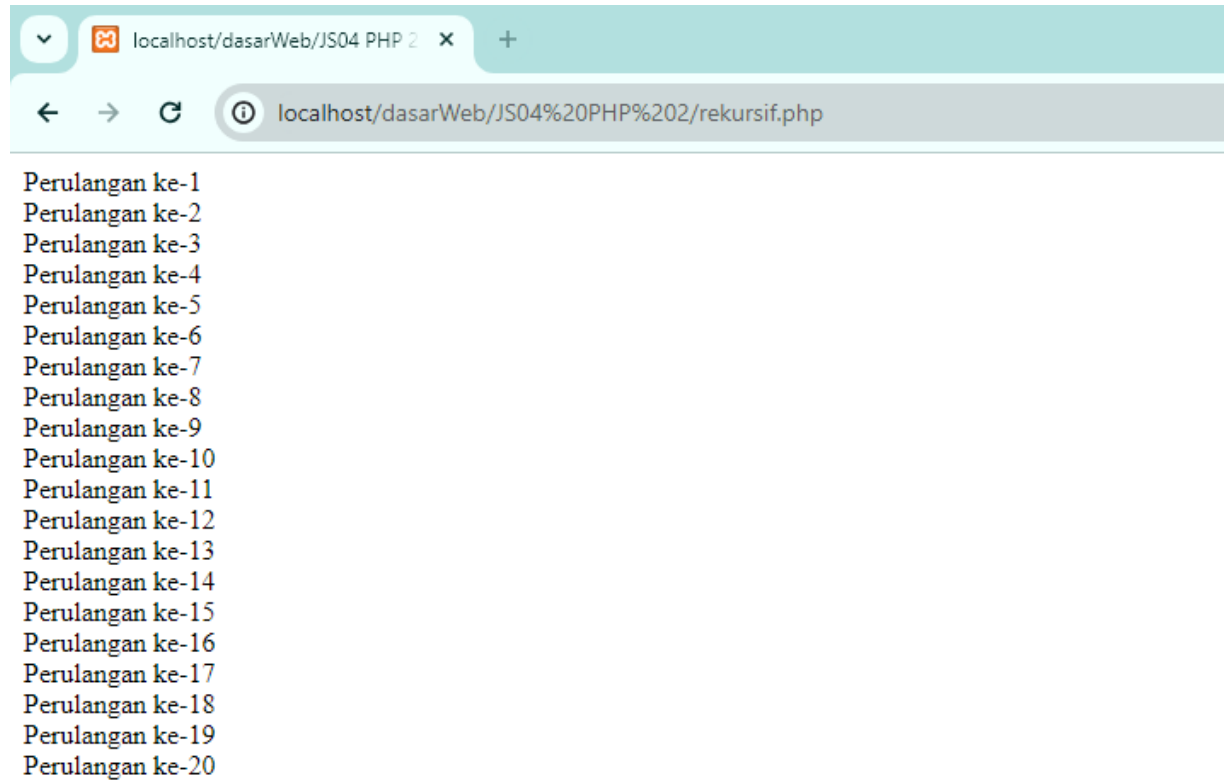 localhost/dasarWeb/JS04 PHP 2
localhost/dasarWeb/JS04%20PHP%202/rekursif.php
Perulangan ke-1
Perulangan ke-2
Perulangan ke-3
Perulangan ke-4
Perulangan ke-5
Perulangan ke-6
Perulangan ke-7
Perulangan ke-8
Perulangan ke-9
Perulangan ke-10
Perulangan ke-11
Perulangan ke-12
Perulangan ke-13
Perulangan ke-14
Perulangan ke-15
Perulangan ke-16
Perulangan ke-17
Perulangan ke-18
Perulangan ke-19
Perulangan ke-20